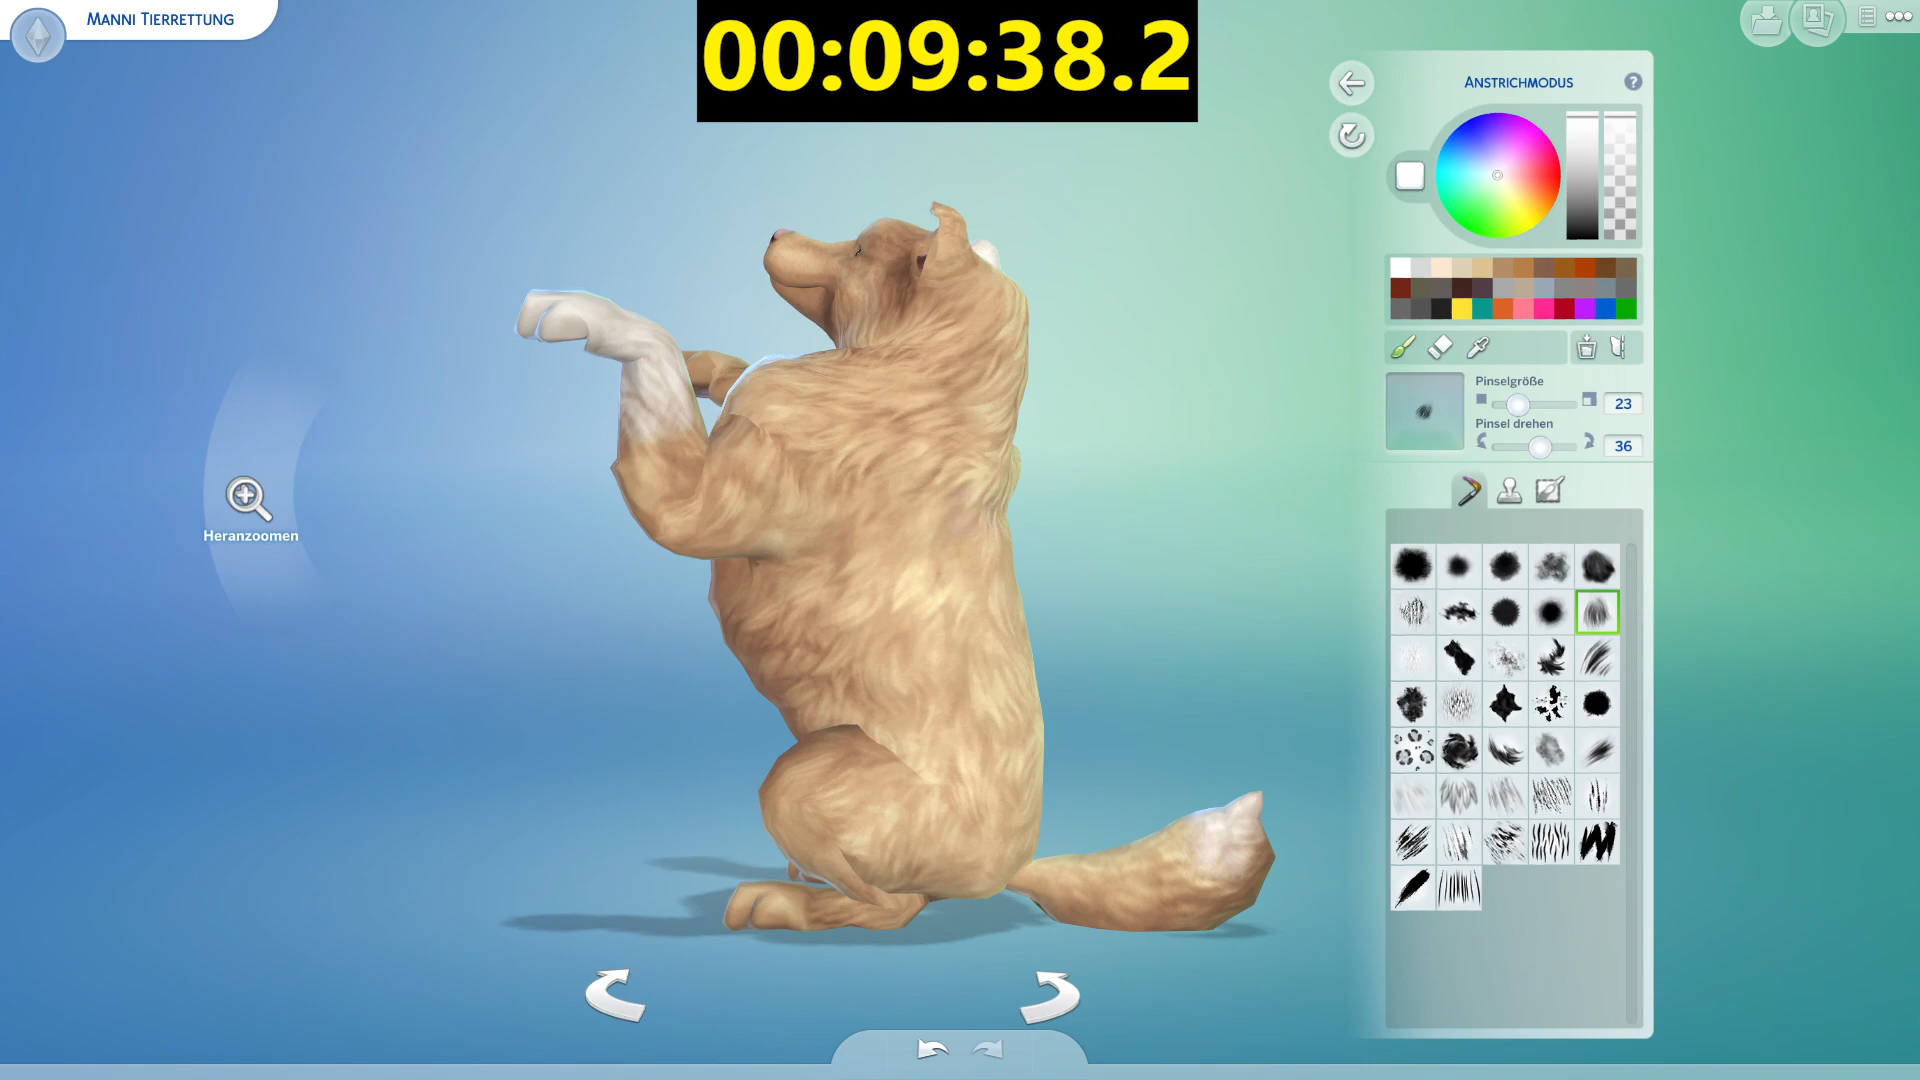 Manni Tierrettung
00:09:38.2
Anstrichmodus
?
Pinselgröße
23
Pinsel drehen
36
Heranzoomen